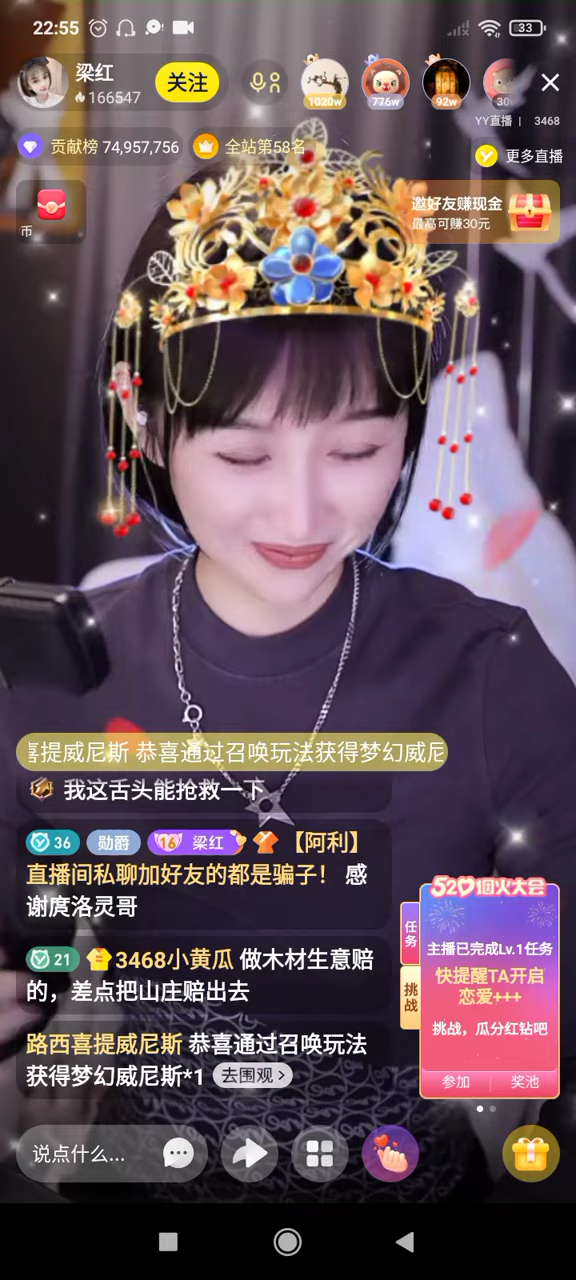 22:55
33
梁红
166547
关注
1020w
776w
92w
30
YY直播 | 3468
贡献榜 74,957,756
全站第58名
更多直播
币
邀好友赚现金
最高可赚30元
喜提威尼斯 恭喜通过召唤玩法获得梦幻威尼
我这舌头能抢救一下
36 勋爵 16 梁红 【阿利】
直播间私聊加好友的都是骗子! 感
谢庹洛灵哥
21 3468小黄瓜 做木材生意赔
的，差点把山庄赔出去
路西喜提威尼斯 恭喜通过召唤玩法
获得梦幻威尼斯*1 去围观 >
520烟火大会
任务
挑战
主播已完成Lv.1任务
快提醒TA开启
恋爱+++
挑战，瓜分红钻吧
参加
奖池
说点什么...